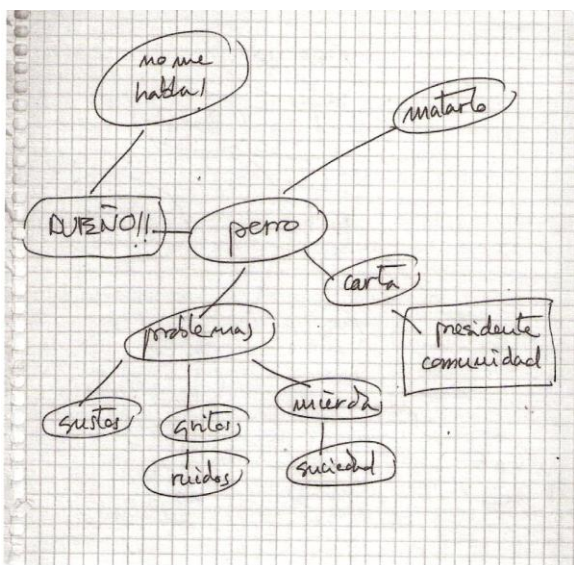 no me
habla!
matarlo
DUEÑO!!
perro
carta
problemas
presidente
comunidad
sustos
gritos
mierda
ruidos
suciedad